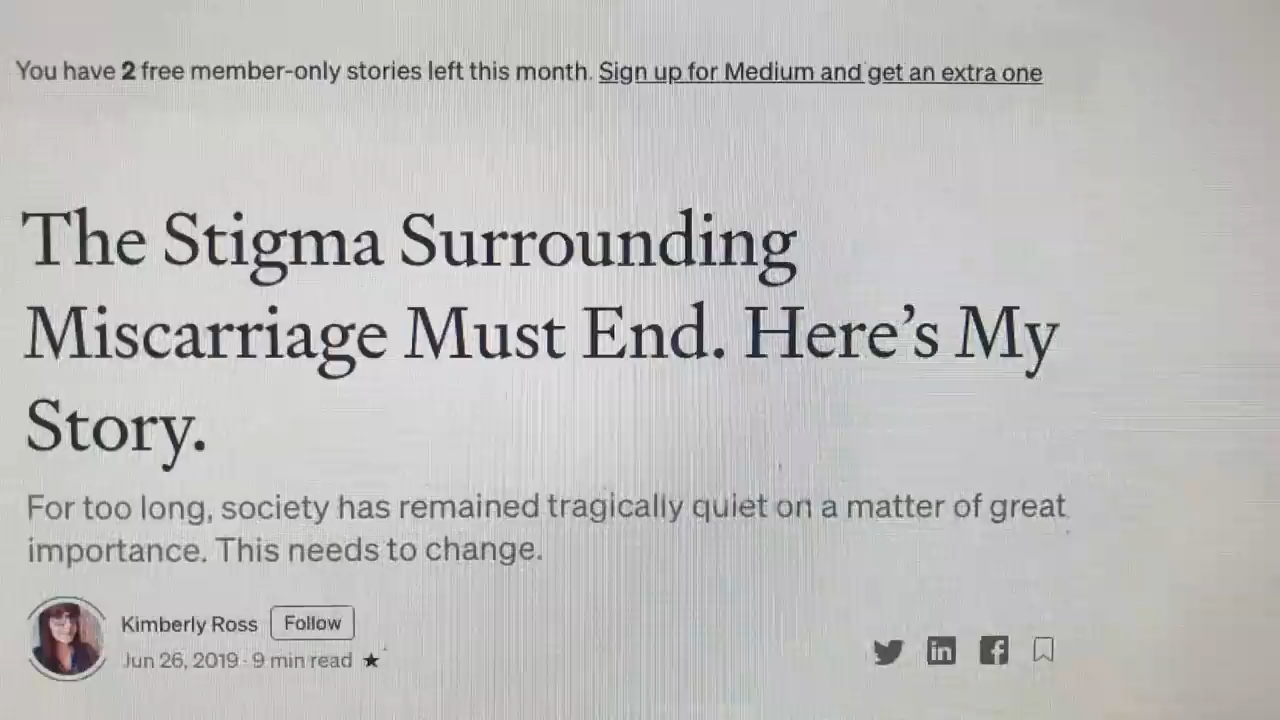 You have 2 free member-only stories left this month. Sign up for Medium and get an extra one
The Stigma Surrounding
Miscarriage Must End. Here’s My
Story.
For too long, society has remained tragically quiet on a matter of great
importance. This needs to change.
Kimberly Ross Follow
Jun 26, 2019 · 9 min read ★